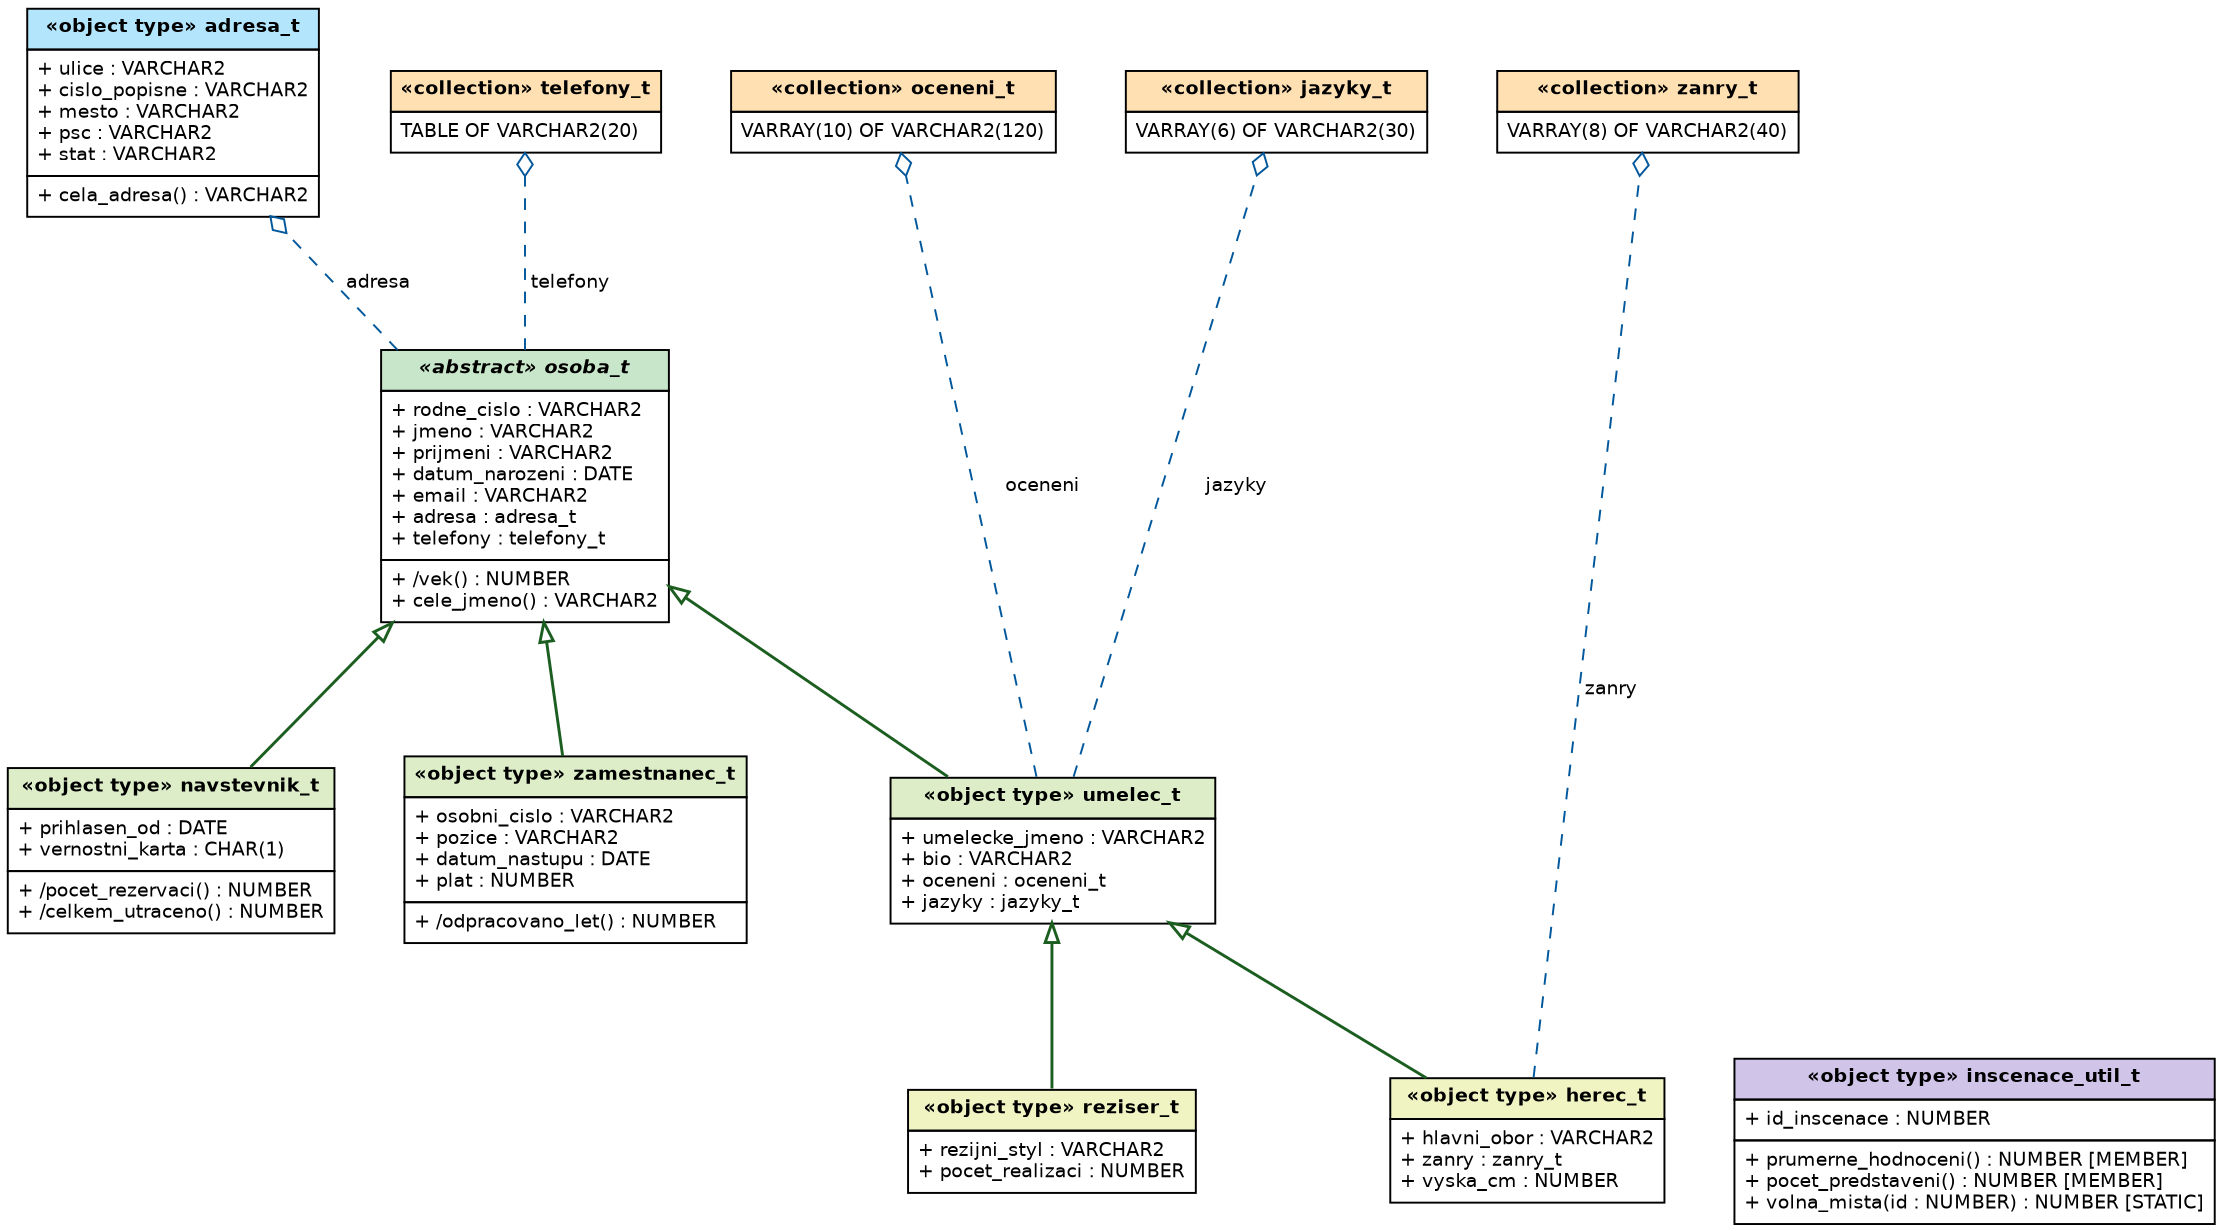 «object type» adresa_t
+ ulice : VARCHAR2
+ cislo_popisne : VARCHAR2
+ mesto : VARCHAR2
+ psc : VARCHAR2
+ stat : VARCHAR2
+ cela_adresa() : VARCHAR2
«collection» telefony_t
TABLE OF VARCHAR2(20)
«collection» oceneni_t
VARRAY(10) OF VARCHAR2(120)
«collection» jazyky_t
VARRAY(6) OF VARCHAR2(30)
«collection» zanry_t
VARRAY(8) OF VARCHAR2(40)
adresa
telefony
«abstract» osoba_t
+ rodne_cislo : VARCHAR2
+ jmeno : VARCHAR2
+ prijmeni : VARCHAR2
+ datum_narozeni : DATE
+ email : VARCHAR2
+ adresa : adresa_t
+ telefony : telefony_t
+ /vek() : NUMBER
+ cele_jmeno() : VARCHAR2
oceneni
jazyky
zanry
«object type» navstevnik_t
+ prihlasen_od : DATE
+ vernostni_karta : CHAR(1)
+ /pocet_rezervaci() : NUMBER
+ /celkem_utraceno() : NUMBER
«object type» zamestnanec_t
+ osobni_cislo : VARCHAR2
+ pozice : VARCHAR2
+ datum_nastupu : DATE
+ plat : NUMBER
+ /odpracovano_let() : NUMBER
«object type» umelec_t
+ umelecke_jmeno : VARCHAR2
+ bio : VARCHAR2
+ oceneni : oceneni_t
+ jazyky : jazyky_t
«object type» reziser_t
+ rezijni_styl : VARCHAR2
+ pocet_realizaci : NUMBER
«object type» herec_t
+ hlavni_obor : VARCHAR2
+ zanry : zanry_t
+ vyska_cm : NUMBER
«object type» inscenace_util_t
+ id_inscenace : NUMBER
+ prumerne_hodnoceni() : NUMBER [MEMBER]
+ pocet_predstaveni() : NUMBER [MEMBER]
+ volna_mista(id : NUMBER) : NUMBER [STATIC]